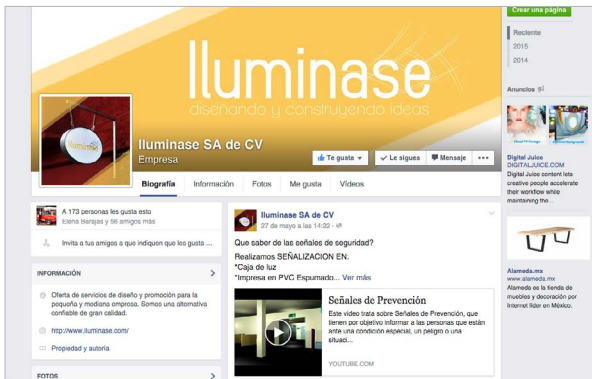 Crear una página
Reciente
2015
2014
Iluminase
diseñando y construyendo ideas
Iluminase
Iluminase SA de CV
Empresa
Te gusta
Le sigues
Mensaje
Biografía
Información
Fotos
Me gusta
Vídeos
Anuncios
Digital Juice
DIGITALJUICE.COM
Digital Juice content lets
creative people accelerate
their workflow while
maintaining the...
Alameda.mx
www.alameda.mx
Alameda es la tienda de
muebles y decoración por
Internet líder en México.
A 173 personas les gusta esto
Elena Barajas y 56 amigos más
Invita a tus amigos a que indiquen que les gusta ...
INFORMACIÓN
Oferta de servicios de diseño y promoción para la
pequeña y mediana empresa. Somos una alternativa
confiable de gran calidad.
http://www.iluminase.com/
Propiedad y autoría
FOTOS
Iluminase SA de CV
27 de mayo a las 14:22 ·
Que saber de las señales de seguridad?
Realizamos SEÑALIZACION EN:
*Caja de luz
*Impresa en PVC Espumado... Ver más
Señales de Prevención
Este video trata sobre Señales de Prevención, que
tienen por objetivo informar a las personas que están
ante una condición especial, un peligro o una
situaci...
YOUTUBE.COM